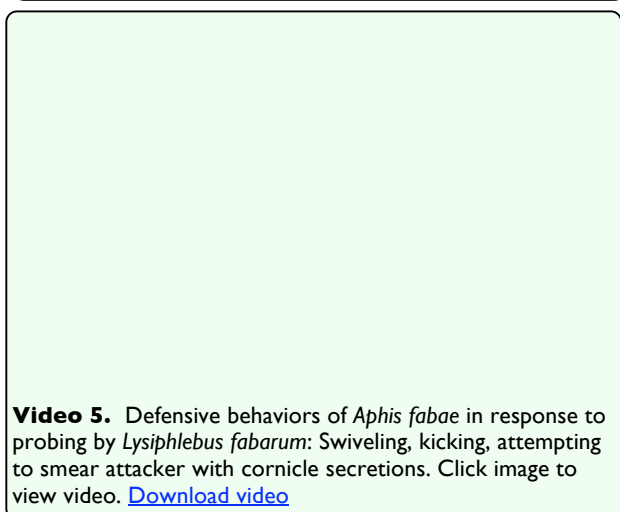 Video 5. Defensive behaviors of Aphis fabae in response to
probing by Lysiphlebus fabarum: Swiveling, kicking, attempting
to smear attacker with cornicle secretions. Click image to
view video. Download video